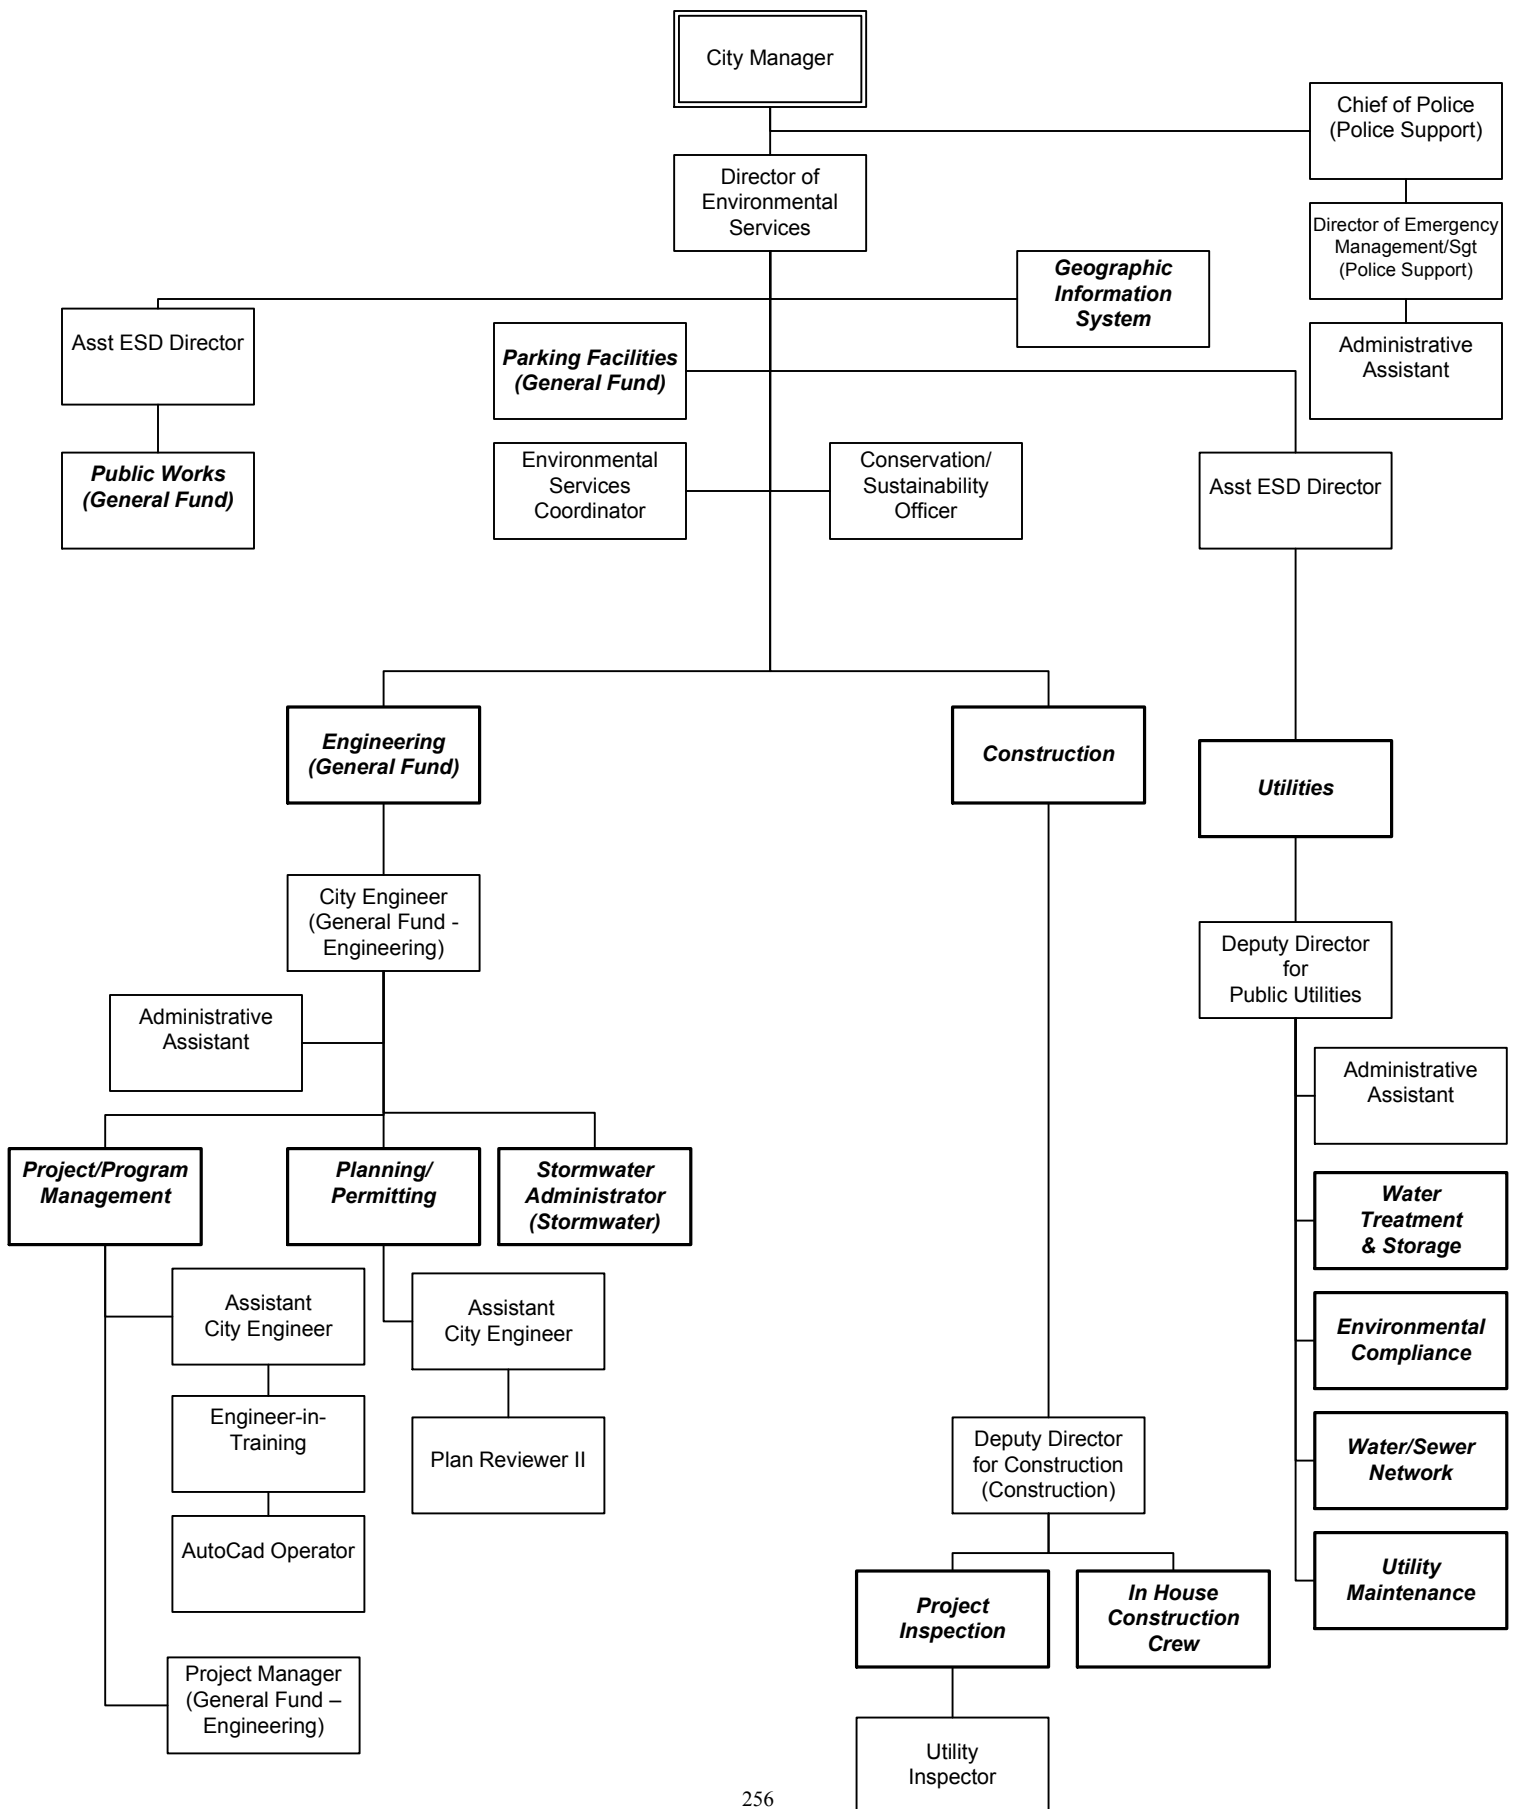 City Manager
Chief of Police
(Police Support)
Director of
Environmental
Services
Director of Emergency
Management/Sgt
(Police Support)
Geographic
Information
System
Asst ESD Director
Parking Facilities
(General Fund)
Administrative
Assistant
Public Works
(General Fund)
Environmental
Services
Coordinator
Conservation/
Sustainability
Officer
Asst ESD Director
Engineering
(General Fund)
Construction
Utilities
City Engineer
(General Fund -
Engineering)
Deputy Director
for
Public Utilities
Administrative
Assistant
Administrative
Assistant
Project/Program
Management
Planning/
Permitting
Stormwater
Administrator
(Stormwater)
Water
Treatment
& Storage
Assistant
City Engineer
Assistant
City Engineer
Environmental
Compliance
Engineer-in-
Training
Plan Reviewer II
Deputy Director
for Construction
(Construction)
Water/Sewer
Network
AutoCad Operator
Utility
Maintenance
Project
Inspection
In House
Construction
Crew
Project Manager
(General Fund –
Engineering)
Utility
Inspector
256